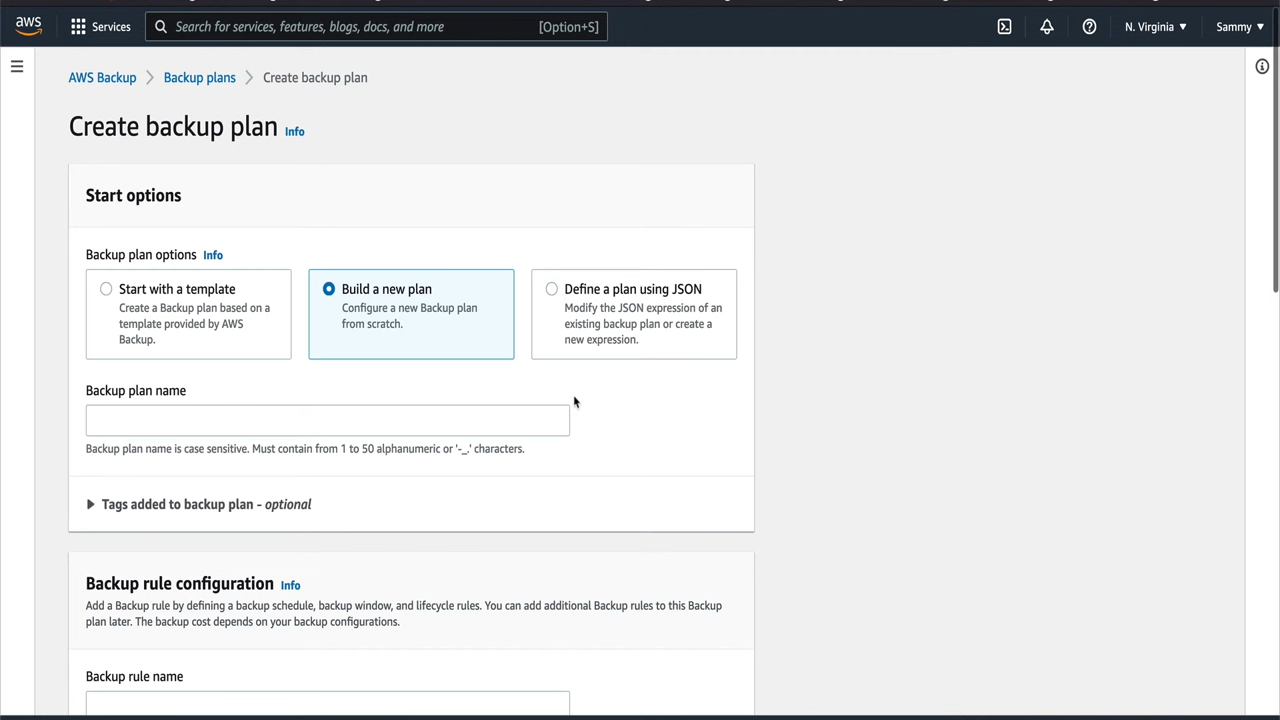 aws
Services
Search for services, features, blogs, docs, and more [Option+S]
N. Virginia
Sammy
AWS Backup
Backup plans
Create backup plan
Create backup plan Info
Start options
Backup plan options Info
Start with a template
Create a Backup plan based on a
template provided by AWS
Backup.
Build a new plan
Configure a new Backup plan
from scratch.
Define a plan using JSON
Modify the JSON expression of an
existing backup plan or create a
new expression.
Backup plan name
Backup plan name is case sensitive. Must contain from 1 to 50 alphanumeric or '-_.' characters.
Tags added to backup plan - optional
Backup rule configuration Info
Add a Backup rule by defining a backup schedule, backup window, and lifecycle rules. You can add additional Backup rules to this Backup
plan later. The backup cost depends on your backup configurations.
Backup rule name